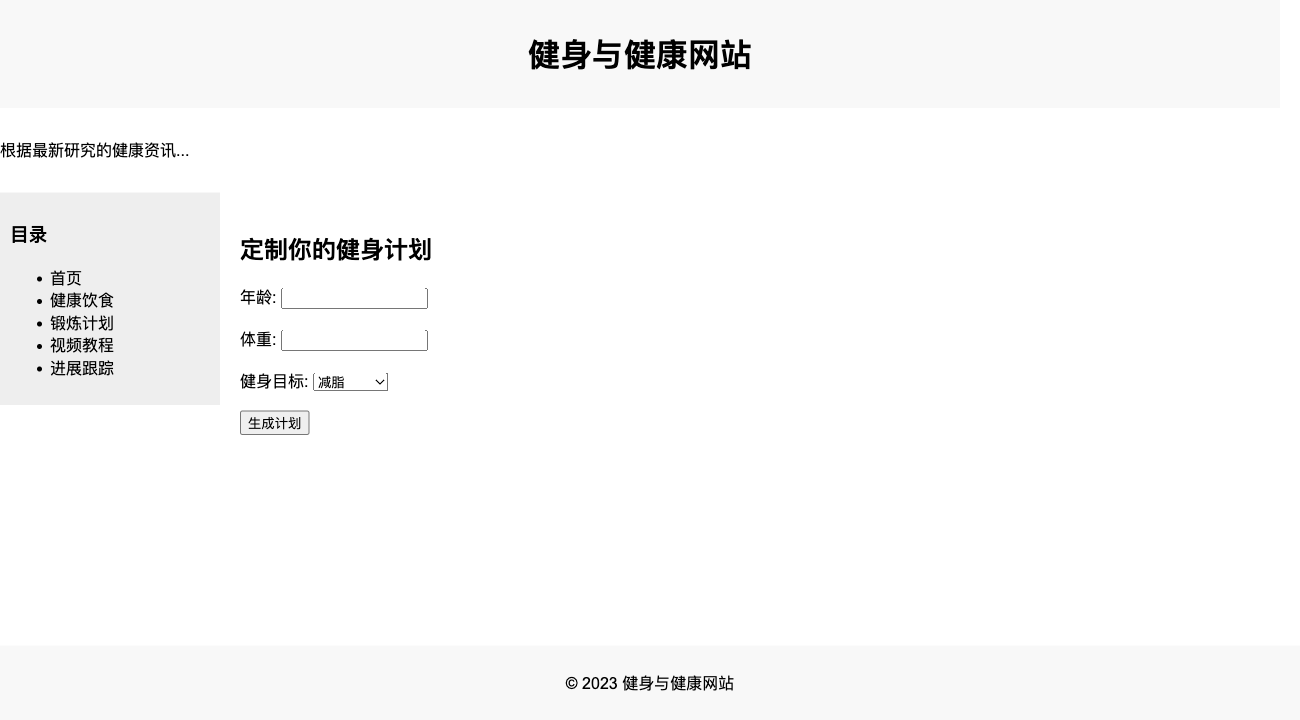 健身与健康网站
根据最新研究的健康资讯...
目录
• 首页
• 健康饮食
• 锻炼计划
• 视频教程
• 进展跟踪
定制你的健身计划
年龄:
体重:
健身目标: 减脂
生成计划
© 2023 健身与健康网站